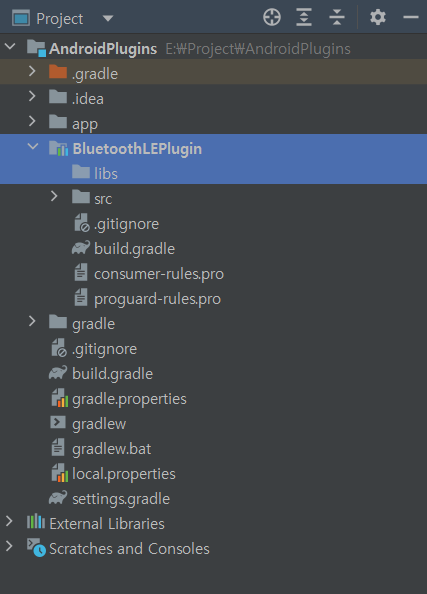 Project
AndroidPlugins E:₩Project₩AndroidPlugins
.gradle
.idea
app
BluetoothLEPlugin
libs
src
.gitignore
build.gradle
consumer-rules.pro
proguard-rules.pro
gradle
.gitignore
build.gradle
gradle.properties
gradlew
gradlew.bat
local.properties
settings.gradle
External Libraries
Scratches and Consoles